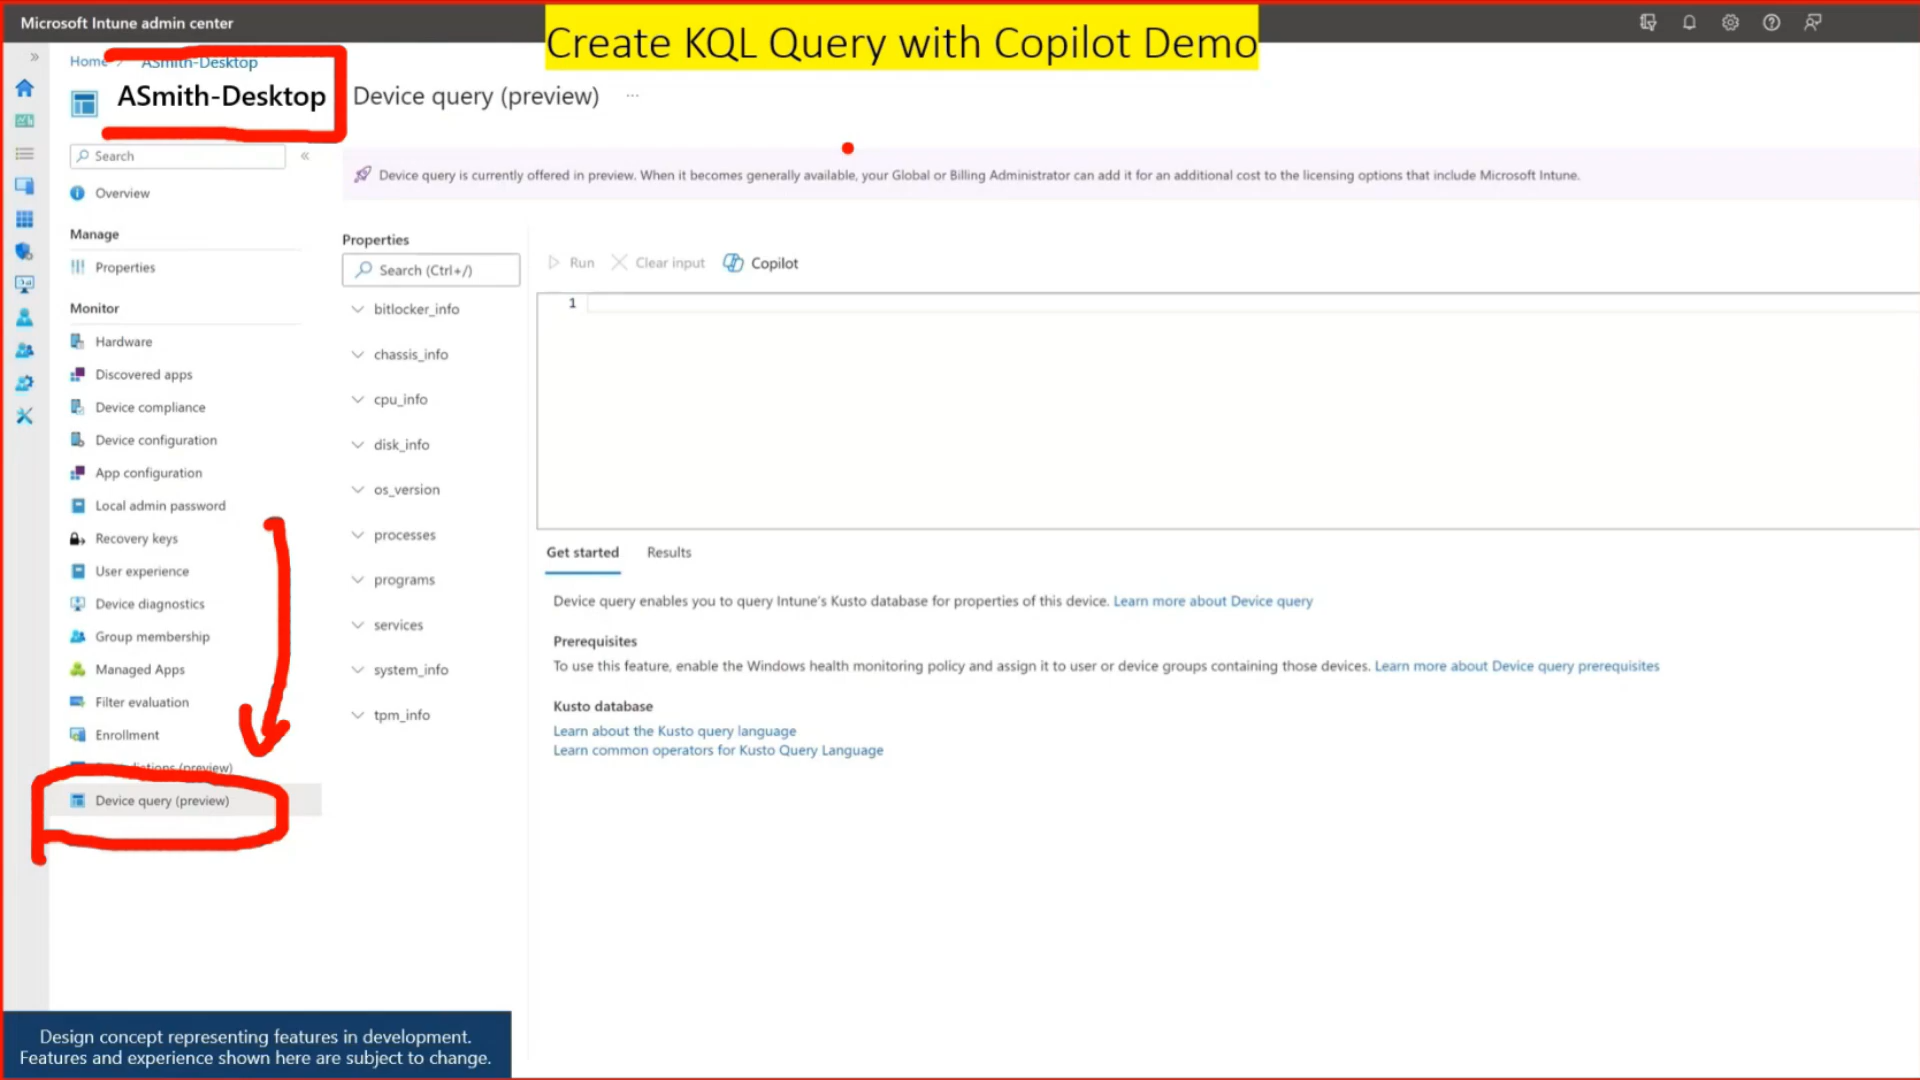 Microsoft Intune admin center
Create KQL Query with Copilot Demo
Home
ASmith-Desktop
ASmith-Desktop
Device query (preview)
...
Search
Device query is currently offered in preview. When it becomes generally available, your Global or Billing Administrator can add it for an additional cost to the licensing options that include Microsoft Intune.
Overview
Manage
Properties
Monitor
Hardware
Discovered apps
Device compliance
Device configuration
App configuration
Local admin password
Recovery keys
User experience
Device diagnostics
Group membership
Managed Apps
Filter evaluation
Enrollment
(preview)
Device query (preview)
Properties
Search (Ctrl+/)
bitlocker_info
chassis_info
cpu_info
disk_info
os_version
processes
programs
services
system_info
tpm_info
Run
Clear input
Copilot
1
Get started
Results
Device query enables you to query Intune's Kusto database for properties of this device. Learn more about Device query
Prerequisites
To use this feature, enable the Windows health monitoring policy and assign it to user or device groups containing those devices. Learn more about Device query prerequisites
Kusto database
Learn about the Kusto query language
Learn common operators for Kusto Query Language
Design concept representing features in development.
Features and experience shown here are subject to change.